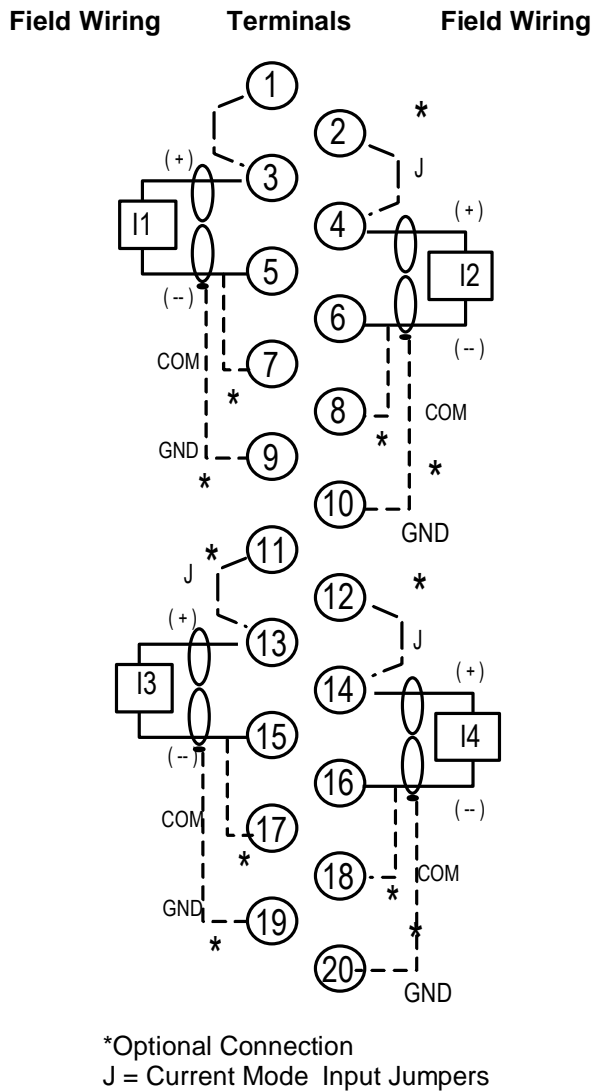 Field Wiring Terminals Field Wiring
1
*
2
(+)
3
J
I1
4
(+)
5
I2
(--)
6
(--)
COM
7
*
8
COM
*
GND
9
*
*
10
GND
*
11
J
*
12
(+)
13
J
I3
14
(+)
15
I4
(--)
16
(--)
COM
17
*
18
COM
*
GND
19
*
*
20
GND
*Optional Connection
J = Current Mode Input Jumpers